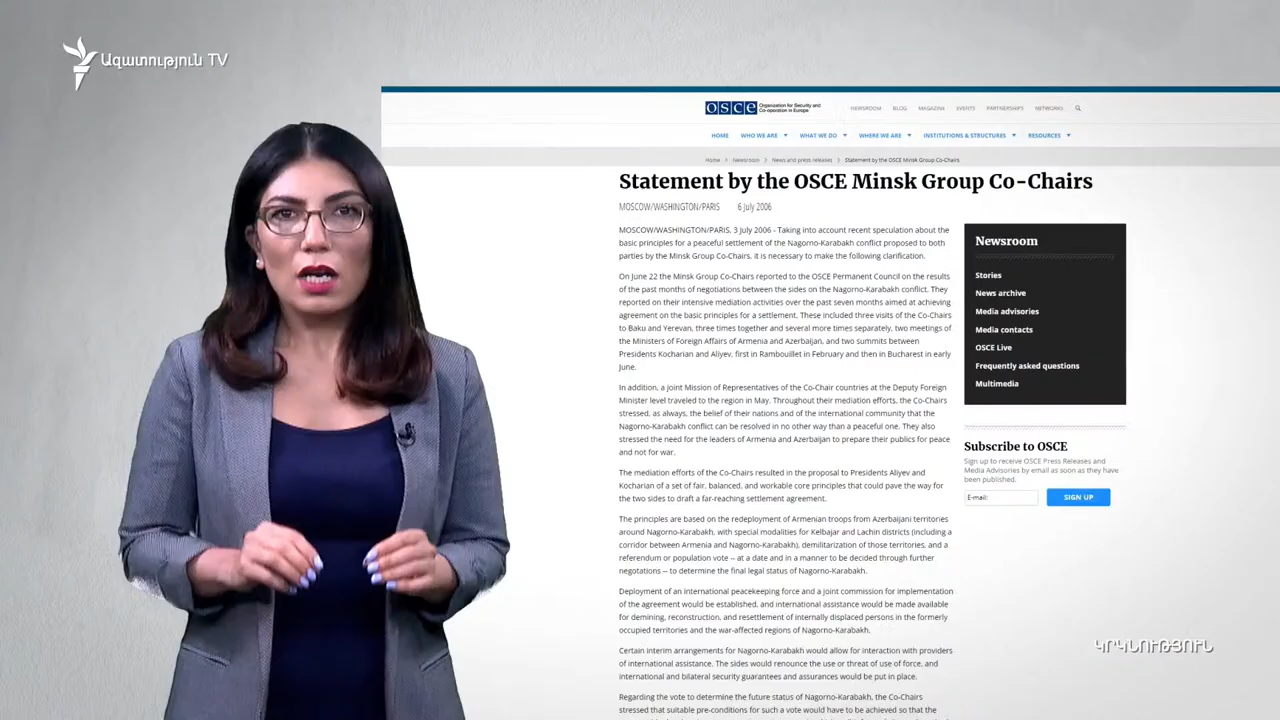 Ազատություն TV
OSCE Organization for Security and
Co-operation in Europe
NEWSROOM BLOG MAGAZINE EVENTS PARTNERSHIPS NETWORKS
HOME WHO WE ARE WHAT WE DO WHERE WE ARE INSTITUTIONS & STRUCTURES RESOURCES
Home > Newsroom > News and press releases > Statement by the OSCE Minsk Group Co-Chairs
Statement by the OSCE Minsk Group Co-Chairs
MOSCOW/WASHINGTON/PARIS 6 July 2006
MOSCOW/WASHINGTON/PARIS, 3 July 2006 - Taking into account recent speculation about the
basic principles for a peaceful settlement of the Nagorno-Karabakh conflict proposed to both
parties by the Minsk Group Co-Chairs, it is necessary to make the following clarification.
On June 22 the Minsk Group Co-Chairs reported to the OSCE Permanent Council on the results
of the past months of negotiations between the sides on the Nagorno-Karabakh conflict. They
reported on their intensive mediation activities over the past seven months aimed at achieving
agreement on the basic principles for a settlement. These included three visits of the Co-Chairs
to Baku and Yerevan, three times together and several more times separately, two meetings of
the Ministers of Foreign Affairs of Armenia and Azerbaijan, and two summits between
Presidents Kocharian and Aliyev, first in Rambouillet in February and then in Bucharest in early
June.
In addition, a joint Mission of Representatives of the Co-Chair countries at the Deputy Foreign
Minister level traveled to the region in May. Throughout their mediation efforts, the Co-Chairs
stressed, as always, the belief of their nations and of the international community that the
Nagorno-Karabakh conflict can be resolved in no other way than a peaceful one. They also
stressed the need for the leaders of Armenia and Azerbaijan to prepare their publics for peace
and not for war.
The mediation efforts of the Co-Chairs resulted in the proposal to Presidents Aliyev and
Kocharian of a set of fair, balanced, and workable core principles that could pave the way for
the two sides to draft a far-reaching settlement agreement.
The principles are based on the redeployment of Armenian troops from Azerbaijani territories
around Nagorno-Karabakh, with special modalities for Kelbajar and Lachin districts (including a
corridor between Armenia and Nagorno-Karabakh), demilitarization of those territories, and a
referendum or population vote -- at a date and in a manner to be decided through further
negotiations -- to determine the final legal status of Nagorno-Karabakh.
Deployment of an international peacekeeping force and a joint commission for implementation
of the agreement would be established, and international assistance would be made available
for demining, reconstruction, and resettlement of internally displaced persons in the formerly
occupied territories and the war-affected regions of Nagorno-Karabakh.
Certain interim arrangements for Nagorno-Karabakh would allow for interaction with providers
of international assistance. The sides would renounce the use or threat of use of force, and
international and bilateral security guarantees and assurances would be put in place.
Regarding the vote to determine the future status of Nagorno-Karabakh, the Co-Chairs
stressed that suitable pre-conditions for such a vote would have to be achieved so that the
Newsroom
Stories
News archive
Media advisories
Media contacts
OSCE Live
Frequently asked questions
Multimedia
Subscribe to OSCE
Sign up to receive OSCE Press Releases and
Media Advisories by email as soon as they have
been published.
E-mail: SIGN UP
ԿՐԿՆՈՒԹՅՈՒՆ